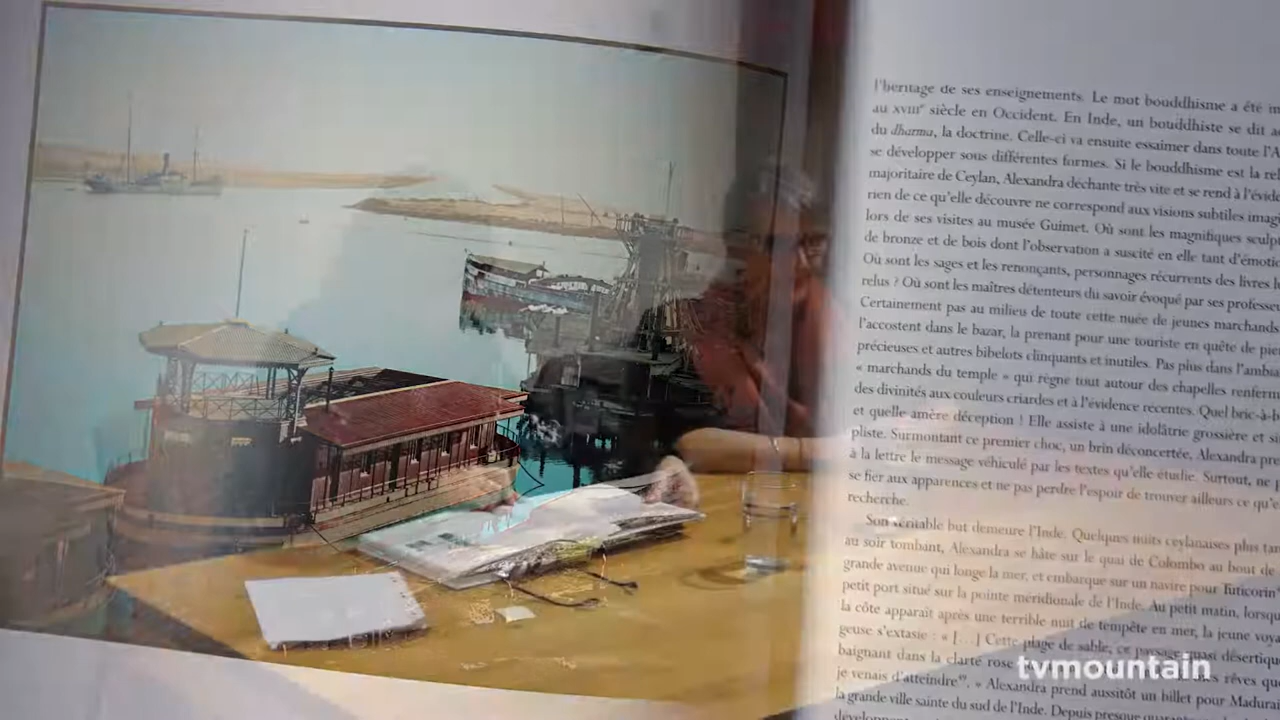 l'heritage de ses enseignements. Le mot bouddhisme a été
au XVIIIe siècle en Occident. En Inde, un bouddhiste se dit
du dharma, la doctrine. Celle-ci va ensuite essaimer dans toute
se développer sous différentes formes. Si le bouddhisme est la
majoritaire de Ceylan, Alexandra déchante très vite et se rend à
rien de ce qu'elle découvre ne correspond aux visions subtiles
lors de ses visites au musée Guimet. Où sont les magnifiques
de bronze et de bois dont l'observation a suscité en elle tant
Où sont les sages et les renonçants, personnages récurrents des livres
relus ? Où sont les maîtres détenteurs du savoir évoqué par ses
Certainement pas au milieu de toute cette nuée de jeunes marchands
l'accostent dans le bazar, la prenant pour une touriste en quête de
précieuses et autres bibelots clinquants et inutiles. Pas plus dans
« marchands du temple » qui règne tout autour des chapelles
des divinités aux couleurs criardes et à l'évidence récentes. Quel
et quelle amère déception ! Elle assiste à une idolâtrie grossière et
pliste. Surmontant ce premier choc, un brin déconcertée, Alexandra
à la lettre le message véhiculé par les textes qu'elle étudie. Surtout, ne
se fier aux apparences et ne pas perdre l'espoir de trouver ailleurs ce
recherche.
Son véritable but demeure l'Inde. Quelques nuits ceylanaises plus
au soir tombant, Alexandra se hâte sur le quai de Colombo au bout de
grande avenue qui longe la mer, et embarque sur un navire pour Tuticorin
petit port situé sur la pointe méridionale de l'Inde. Au petit matin,
la côte apparaît après une terrible nuit de tempête en mer, la jeune
geuse s'extasie : « [...] Cette plage de sable, ce paysage quasi
baignant dans la clarté rose rêves
je venais d'atteindre. » Alexandra prend aussitôt un billet pour
la grande ville sainte du sud de l'Inde. Depuis
tvmountain